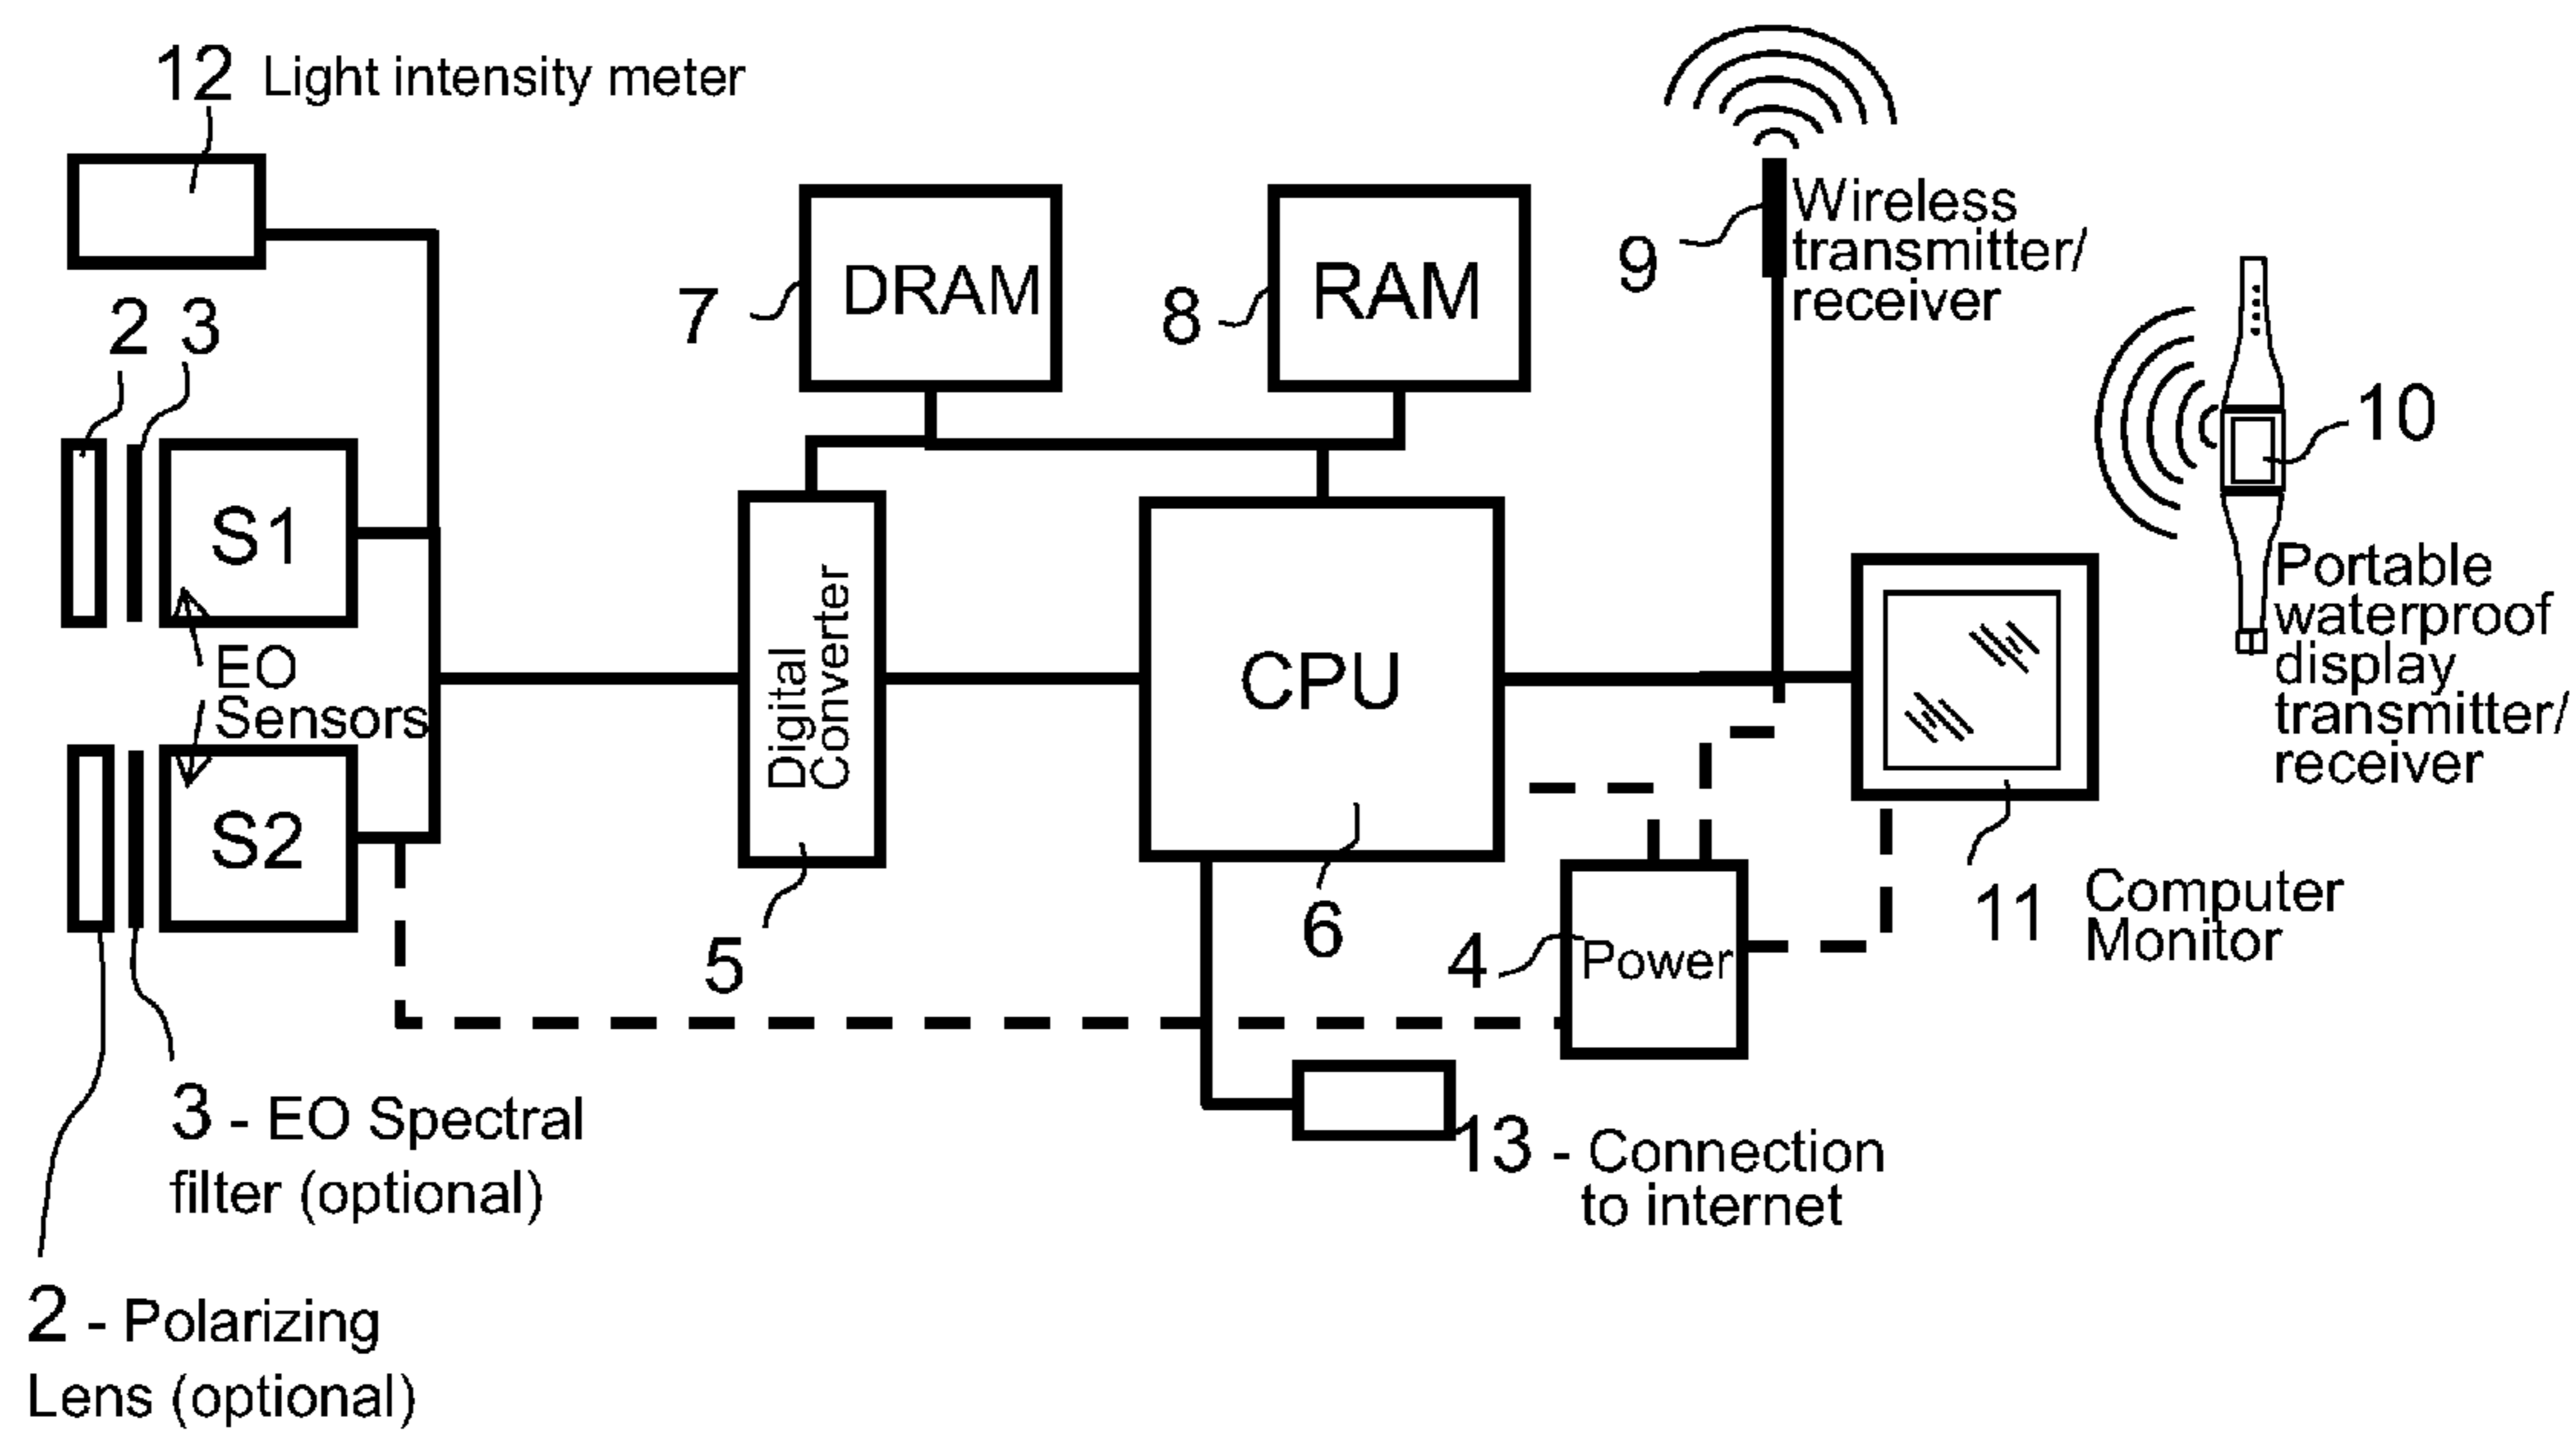 12 Light intensity meter
2 3
S1
EO
Sensors
S2
7 DRAM
8 RAM
9 Wireless
transmitter/
receiver
10
Portable
waterproof
display
transmitter/
receiver
Digital
Converter
5
CPU
6
4 Power
11 Computer
Monitor
13 - Connection
to internet
3 - EO Spectral
filter (optional)
2 - Polarizing
Lens (optional)